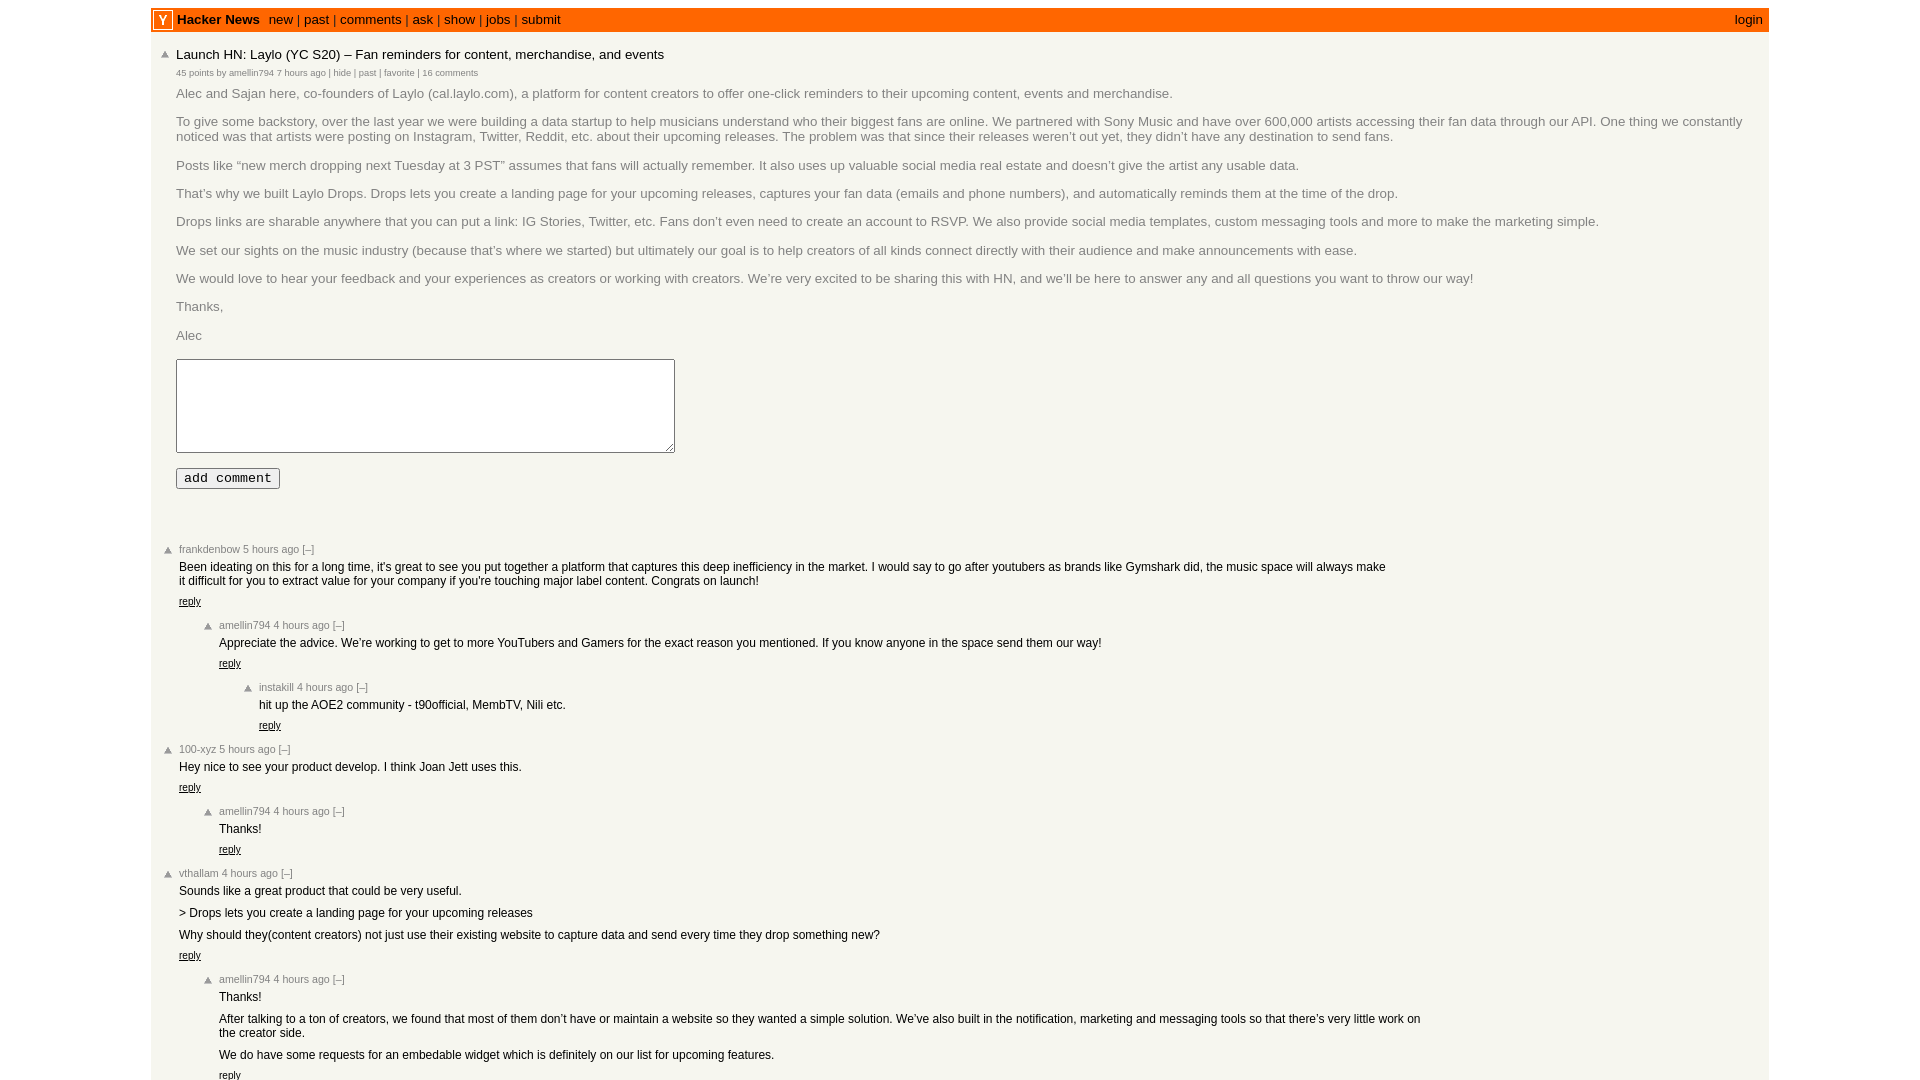 Y Hacker News new | past | comments | ask | show | jobs | submit login
Launch HN: Laylo (YC S20) – Fan reminders for content, merchandise, and events
45 points by amellin794 7 hours ago | hide | past | favorite | 16 comments
Alec and Sajan here, co-founders of Laylo (cal.laylo.com), a platform for content creators to offer one-click reminders to their upcoming content, events and merchandise.
To give some backstory, over the last year we were building a data startup to help musicians understand who their biggest fans are online. We partnered with Sony Music and have over 600,000 artists accessing their fan data through our API. One thing we constantly
noticed was that artists were posting on Instagram, Twitter, Reddit, etc. about their upcoming releases. The problem was that since their releases weren’t out yet, they didn’t have any destination to send fans.
Posts like “new merch dropping next Tuesday at 3 PST” assumes that fans will actually remember. It also uses up valuable social media real estate and doesn’t give the artist any usable data.
That’s why we built Laylo Drops. Drops lets you create a landing page for your upcoming releases, captures your fan data (emails and phone numbers), and automatically reminds them at the time of the drop.
Drops links are sharable anywhere that you can put a link: IG Stories, Twitter, etc. Fans don’t even need to create an account to RSVP. We also provide social media templates, custom messaging tools and more to make the marketing simple.
We set our sights on the music industry (because that’s where we started) but ultimately our goal is to help creators of all kinds connect directly with their audience and make announcements with ease.
We would love to hear your feedback and your experiences as creators or working with creators. We’re very excited to be sharing this with HN, and we’ll be here to answer any and all questions you want to throw our way!
Thanks,
Alec
add comment
frankdenbow 5 hours ago [–]
Been ideating on this for a long time, it's great to see you put together a platform that captures this deep inefficiency in the market. I would say to go after youtubers as brands like Gymshark did, the music space will always make
it difficult for you to extract value for your company if you're touching major label content. Congrats on launch!
reply
amellin794 4 hours ago [–]
Appreciate the advice. We’re working to get to more YouTubers and Gamers for the exact reason you mentioned. If you know anyone in the space send them our way!
reply
instakill 4 hours ago [–]
hit up the AOE2 community - t90official, MembTV, Nili etc.
reply
100-xyz 5 hours ago [–]
Hey nice to see your product develop. I think Joan Jett uses this.
reply
amellin794 4 hours ago [–]
Thanks!
reply
vthallam 4 hours ago [–]
Sounds like a great product that could be very useful.
> Drops lets you create a landing page for your upcoming releases
Why should they(content creators) not just use their existing website to capture data and send every time they drop something new?
reply
amellin794 4 hours ago [–]
Thanks!
After talking to a ton of creators, we found that most of them don’t have or maintain a website so they wanted a simple solution. We’ve also built in the notification, marketing and messaging tools so that there’s very little work on
the creator side.
We do have some requests for an embedable widget which is definitely on our list for upcoming features.
reply